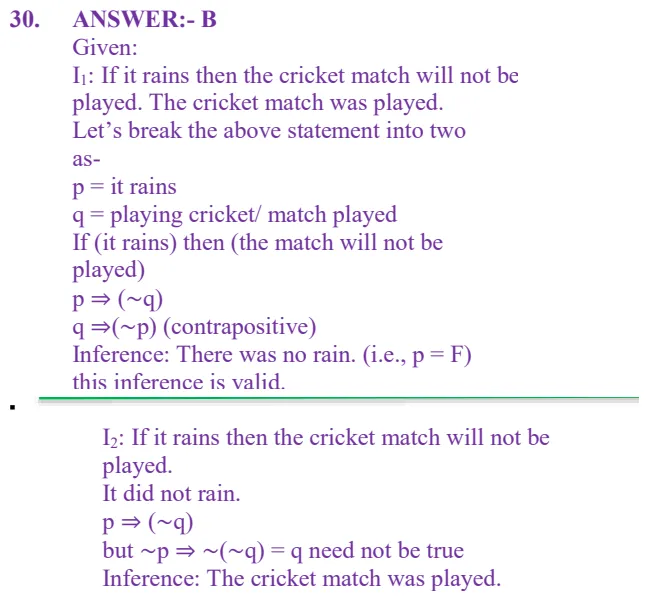 30. ANSWER:- B
Given:
I₁: If it rains then the cricket match will not be
played. The cricket match was played.
Let’s break the above statement into two
as-
p = it rains
q = playing cricket/ match played
If (it rains) then (the match will not be
played)
p ⇒ (~q)
q ⇒(~p) (contrapositive)
Inference: There was no rain. (i.e., p = F)
this inference is valid.
I₂: If it rains then the cricket match will not be
played.
It did not rain.
p ⇒ (~q)
but ~p ⇒ ~(~q) = q need not be true
Inference: The cricket match was played.